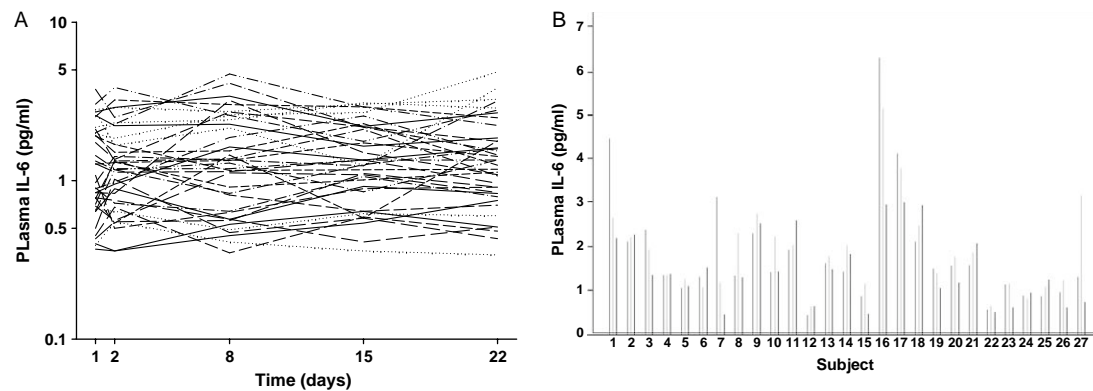 A
PLasma IL-6 (pg/ml)
10
5
1
0.5
0.1
1 2 8 15 22
Time (days)
B
PLasma IL-6 (pg/ml)
7
6
5
4
3
2
1
0
1 2 3 4 5 6 7 8 9 10 11 12 13 14 15 16 17 18 19 20 21 22 23 24 25 26 27
Subject